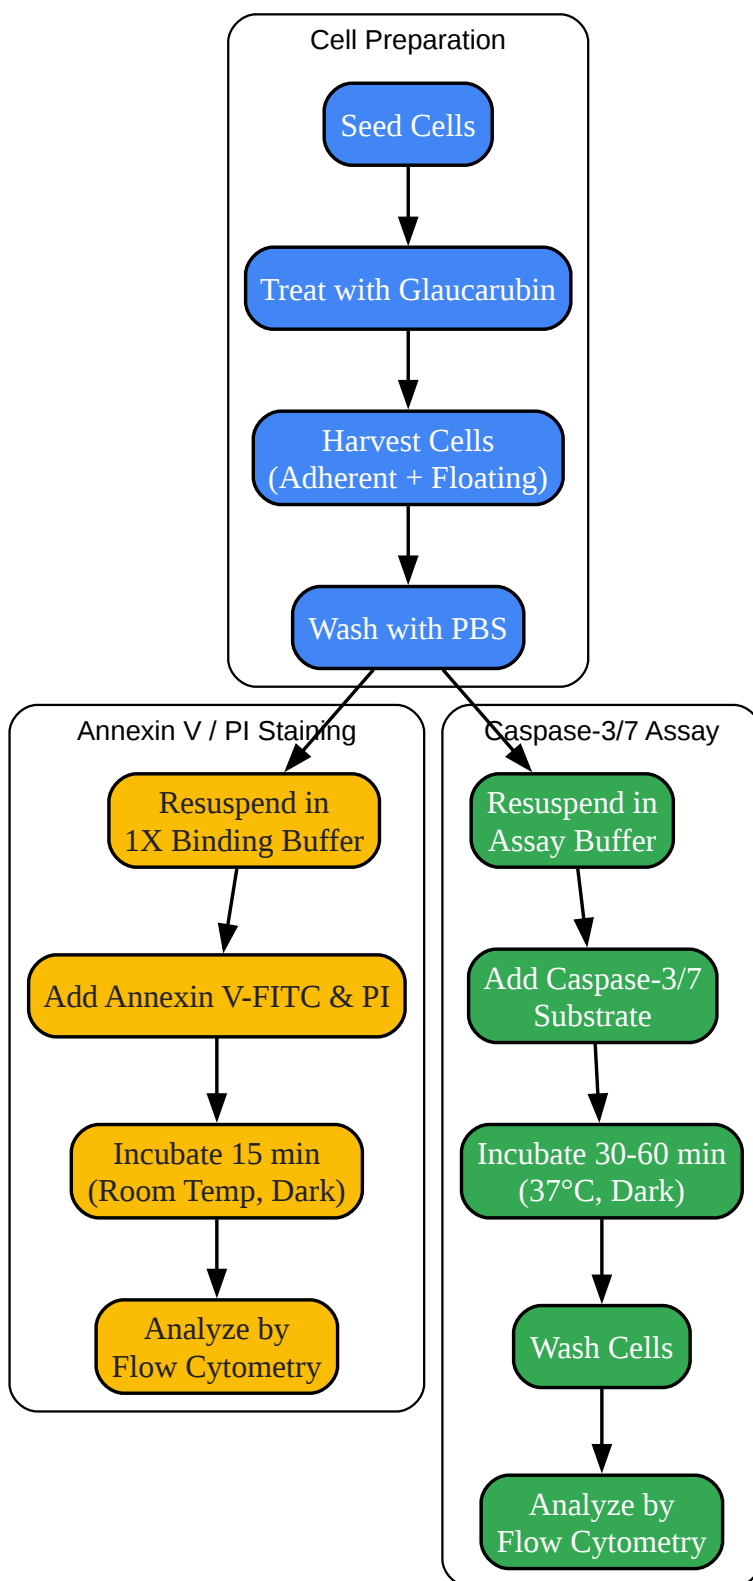 Cell Preparation
Seed Cells
Treat with Glaucarubin
Harvest Cells
(Adherent + Floating)
Wash with PBS
Annexin V / PI Staining
Resuspend in
1X Binding Buffer
Add Annexin V-FITC & PI
Incubate 15 min
(Room Temp, Dark)
Analyze by
Flow Cytometry
Caspase-3/7 Assay
Resuspend in
Assay Buffer
Add Caspase-3/7
Substrate
Incubate 30-60 min
(37°C, Dark)
Wash Cells
Analyze by
Flow Cytometry